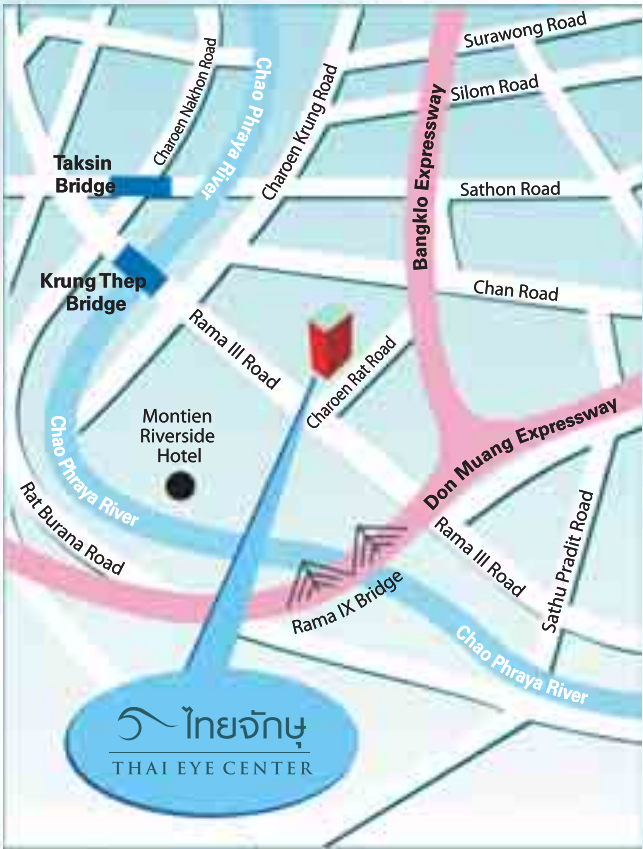 Surawong Road
Silom Road
Charoen Nakhon Road
Chao Phraya River
Charoen Krung Road
Bangklo Expressway
Taksin
Bridge
Sathon Road
Krung Thep
Bridge
Chan Road
Rama III Road
Charoen Rat Road
Montien
Riverside
Hotel
Chao Phraya River
Don Muang Expressway
Rat Burana Road
Rama III Road
Sathu Pradit Road
Rama IX Bridge
Chao Phraya River
ไทยจักษุ
THAI EYE CENTER